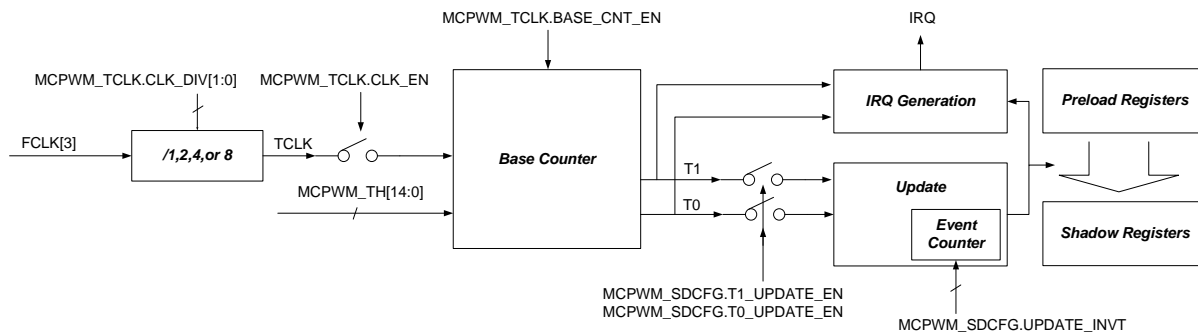 MCPWM_TCLK.BASE_CNT_EN
IRQ
MCPWM_TCLK.CLK_DIV[1:0]
MCPWM_TCLK.CLK_EN
IRQ Generation
Preload Registers
FCLK[3]
/1,2,4,or 8
TCLK
Base Counter
MCPWM_TH[14:0]
T1
T0
Update
Event
Counter
Shadow Registers
MCPWM_SDCFG.T1_UPDATE_EN
MCPWM_SDCFG.T0_UPDATE_EN
MCPWM_SDCFG.UPDATE_INVT